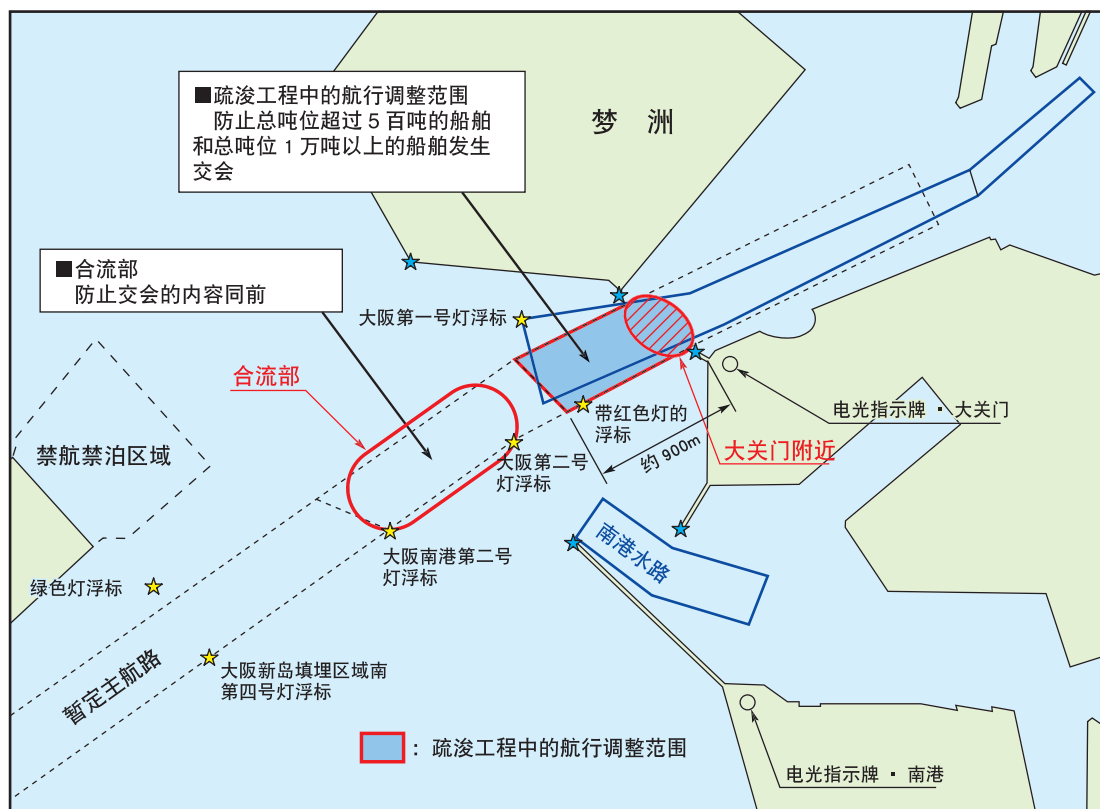 ■疏浚工程中的航行调整范围
防止总吨位超过 5 百吨的船舶
和总吨位 1 万吨以上的船舶发生
交会
梦 洲
■合流部
防止交会的内容同前
大阪第一号灯浮标
合流部
带红色灯的
浮标
电光指示牌・大关门
禁航禁泊区域
大阪第二号
灯浮标
约 900m
大关门附近
大阪南港第二号
灯浮标
南港水路
绿色灯浮标
大阪新岛填埋区域南
第四号灯浮标
暂定主航路
：疏浚工程中的航行调整范围
电光指示牌・南港